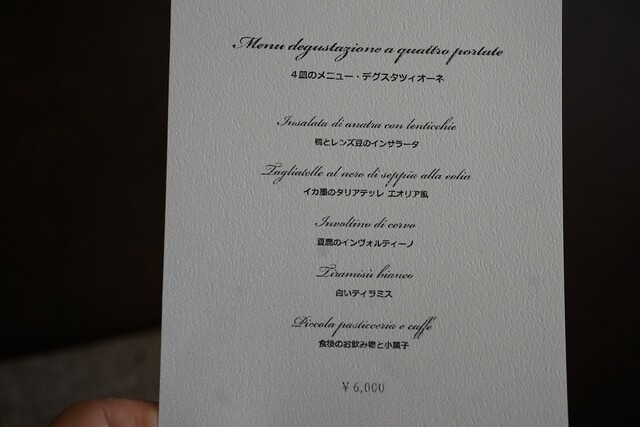 Menu degustazione a quattro portate
4皿のメニュー・デグスタツィオーネ
Insalata di anatra con lenticchie
鴨とレンズ豆のインサラータ
Tagliatelle al nero di seppia alla eolia
イカ墨のタリアテッレ エオリア風
Involtino di cervo
夏鹿のインヴォルティーノ
Tiramisù bianco
白いティラミス
Piccola pasticceria e caffè
食後のお飲み物と小菓子
¥6,000